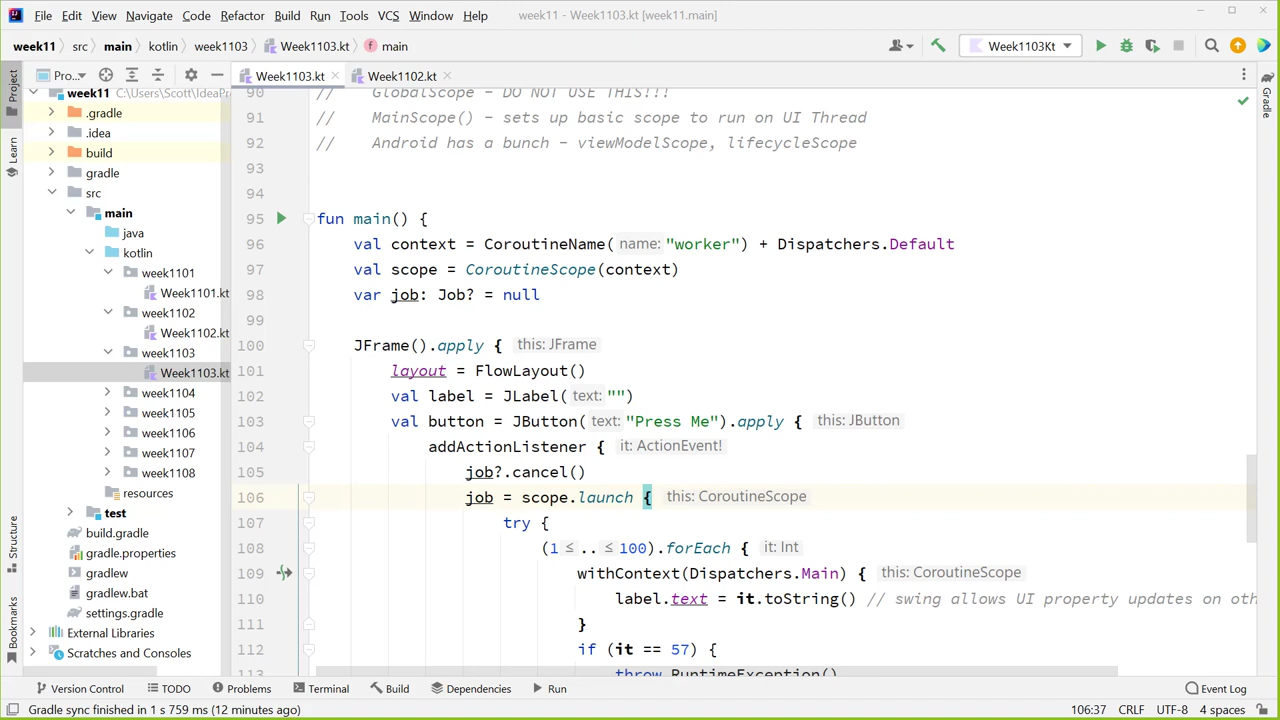 File Edit View Navigate Code Refactor Build Run Tools VCS Window Help week11 - Week1103.kt [week11.main]
week11 src main kotlin week1103 Week1103.kt main Week1103Kt
Pro... Week1103.kt Week1102.kt
Project
Learn
Structure
Bookmarks
week11 C:\Users\Scott\IdeaPr
.gradle
.idea
build
gradle
src
main
java
kotlin
week1101
Week1101.kt
week1102
Week1102.kt
week1103
Week1103.kt
week1104
week1105
week1106
week1107
week1108
resources
test
build.gradle
gradle.properties
gradlew
gradlew.bat
settings.gradle
External Libraries
Scratches and Consoles
90 // GlobalScope - DO NOT USE THIS!!!
91 // MainScope() - sets up basic scope to run on UI Thread
92 // Android has a bunch - viewModelScope, lifecycleScope
93
94
95 fun main() {
96 val context = CoroutineName( name: "worker") + Dispatchers.Default
97 val scope = CoroutineScope(context)
98 var job: Job? = null
99
100 JFrame().apply { this: JFrame
101 layout = FlowLayout()
102 val label = JLabel( text: "")
103 val button = JButton( text: "Press Me").apply { this: JButton
104 addActionListener { it: ActionEvent!
105 job?.cancel()
106 job = scope.launch { this: CoroutineScope
107 try {
108 (1 ≤ .. ≤ 100).forEach { it: Int
109 withContext(Dispatchers.Main) { this: CoroutineScope
110 label.text = it.toString() // swing allows UI property updates on oth
111 }
112 if (it == 57) {
113 throw RuntimeException()
Gradle
Version Control TODO Problems Terminal Build Dependencies Run Event Log
Gradle sync finished in 1 s 759 ms (12 minutes ago) 106:37 CRLF UTF-8 4 spaces